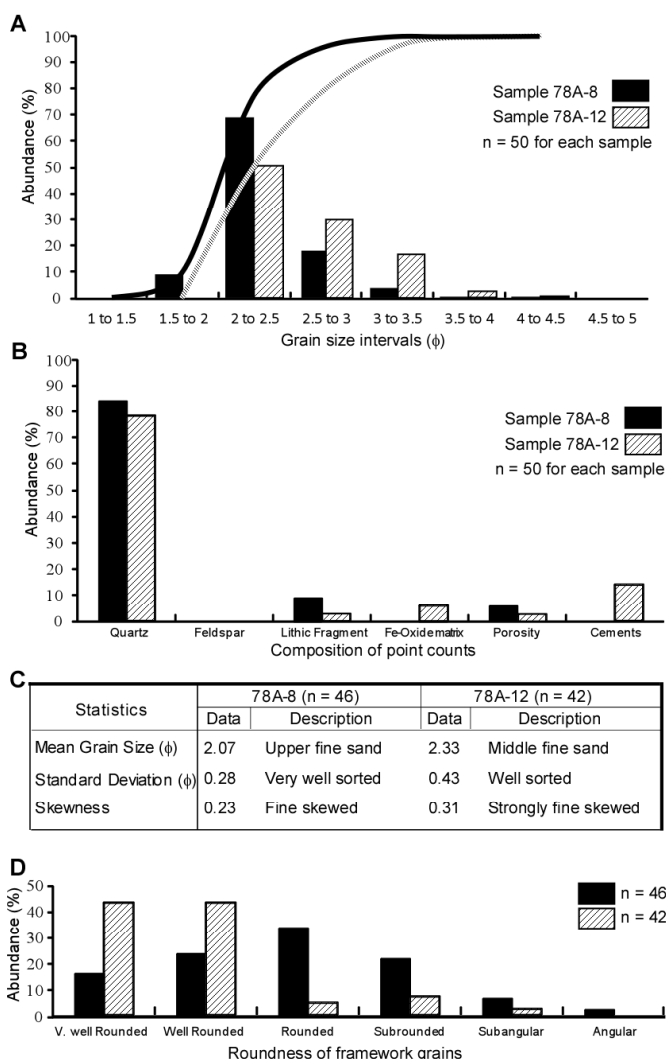 A
Abundance (%)
100
90
80
70
60
50
40
30
20
10
0
Sample 78A-8
Sample 78A-12
n = 50 for each sample
1 to 1.5 1.5 to 2 2 to 2.5 2.5 to 3 3 to 3.5 3.5 to 4 4 to 4.5 4.5 to 5
Grain size intervals (ϕ)
B
Abundance (%)
100
90
80
70
60
50
40
30
20
10
0
Sample 78A-8
Sample 78A-12
n = 50 for each sample
Quartz Feldspar Lithic Fragment Fe-Oxidematrix Porosity Cements
Composition of point counts
C
Statistics 78A-8 (n = 46) 78A-12 (n = 42)
Data Description Data Description
Mean Grain Size (ϕ) 2.07 Upper fine sand 2.33 Middle fine sand
Standard Deviation (ϕ) 0.28 Very well sorted 0.43 Well sorted
Skewness 0.23 Fine skewed 0.31 Strongly fine skewed
D
Abundance (%)
50
40
30
20
10
0
n = 46
n = 42
V. well Rounded Well Rounded Rounded Subrounded Subangular Angular
Roundness of framework grains